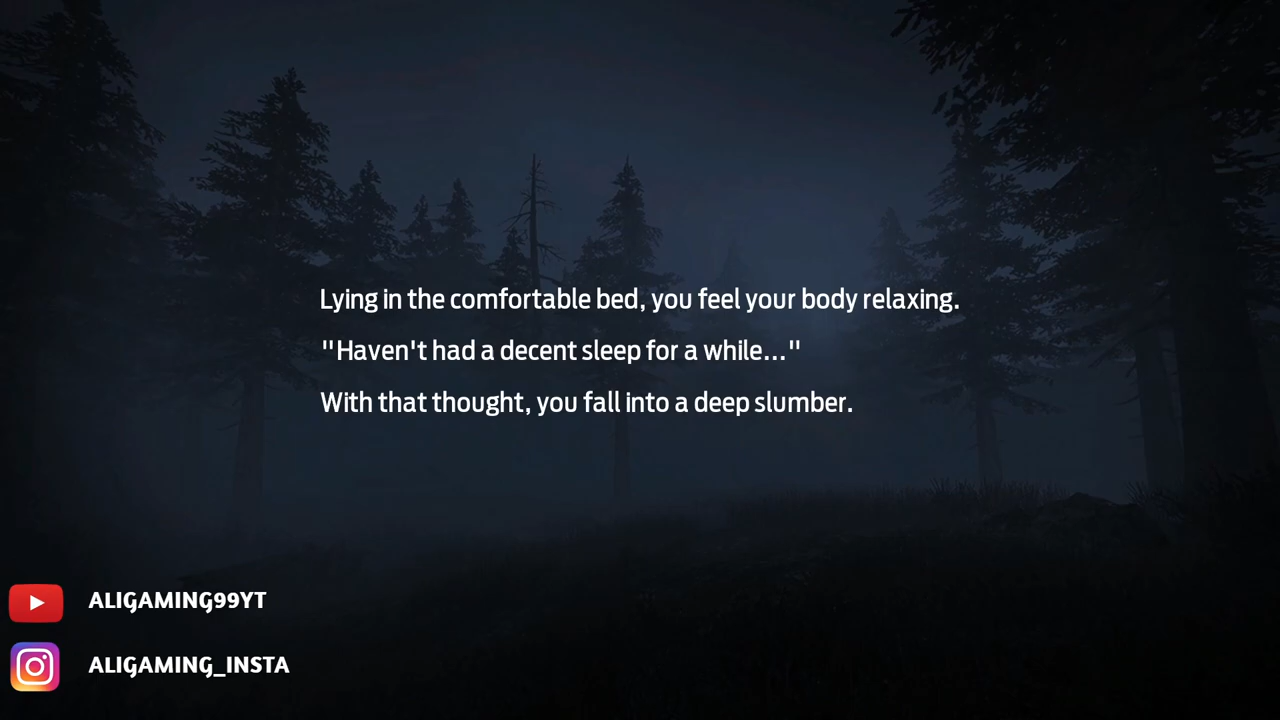 Lying in the comfortable bed, you feel your body relaxing.
"Haven't had a decent sleep for a while..."
With that thought, you fall into a deep slumber.
ALIGAMING99YT
ALIGAMING_INSTA